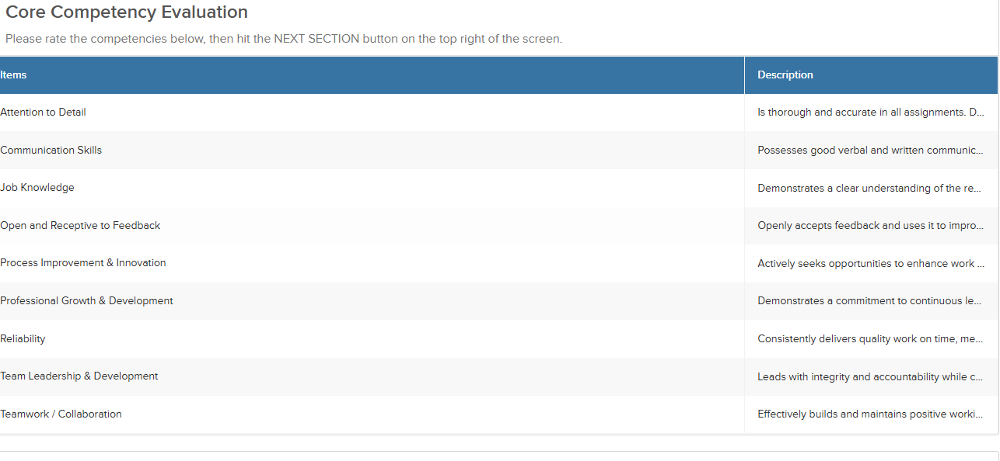 Core Competency Evaluation
Please rate the competencies below, then hit the NEXT SECTION button on the top right of the screen.
Items Description
Attention to Detail Is thorough and accurate in all assignments. D...
Communication Skills Possesses good verbal and written communic...
Job Knowledge Demonstrates a clear understanding of the re...
Open and Receptive to Feedback Openly accepts feedback and uses it to impro...
Process Improvement & Innovation Actively seeks opportunities to enhance work ...
Professional Growth & Development Demonstrates a commitment to continuous le...
Reliability Consistently delivers quality work on time, me...
Team Leadership & Development Leads with integrity and accountability while c...
Teamwork / Collaboration Effectively builds and maintains positive worki...